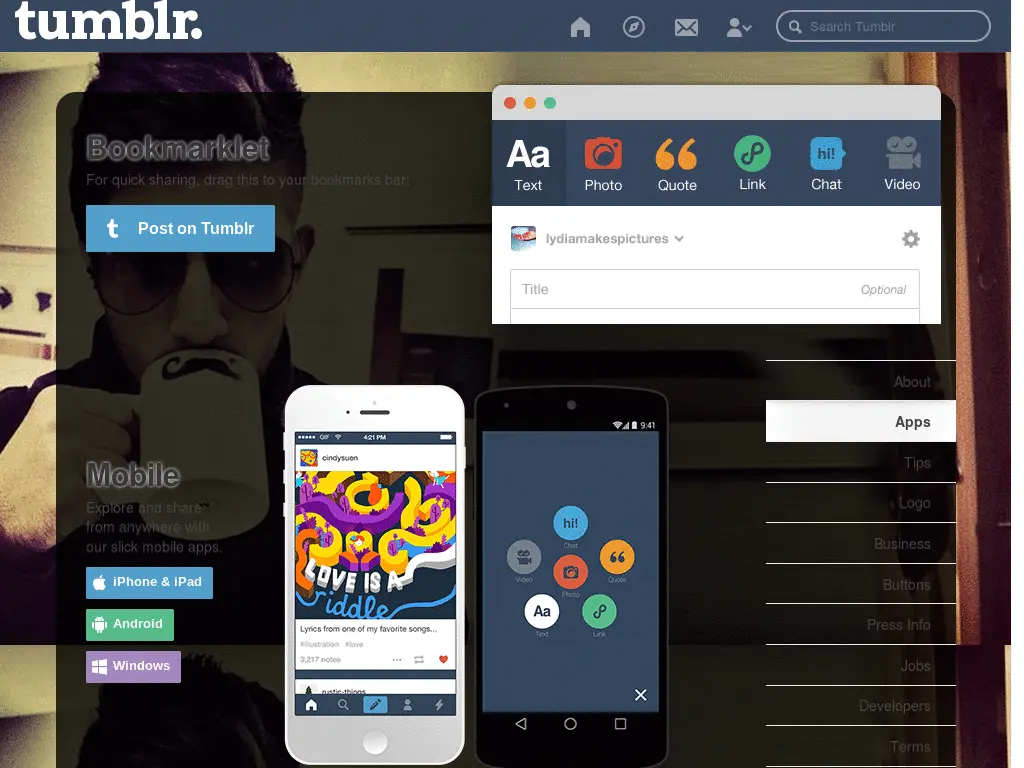 tumblr.
Search Tumblr
Bookmarklet
For quick sharing, drag this to your bookmarks bar:
t Post on Tumblr
Aa
Text
Photo
Quote
Link
hi!
Chat
Video
lydiamakespictures
Title
Optional
About
Apps
Tips
Logo
Business
Buttons
Press Info
Jobs
Developers
Terms
Mobile
Explore and share
from anywhere with
our slick mobile apps.
iPhone & iPad
Android
Windows
GIF 4:21 PM
cindysuen
LOVE IS A
riddle
Lyrics from one of my favorite songs...
#illustration #love
3,217 notes
rustic-things
9:41
hi!
Chat
Video
Quote
Photo
Aa
Text
Link